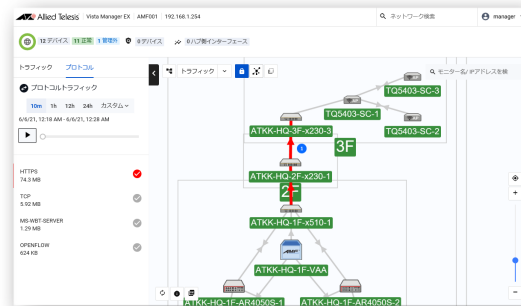 Allied Telesis Vista Manager EX AMF001 192.168.1.254 ネットワーク検索 manager
12 デバイス 11 正常 1 管理外 0 デバイス 0 ハブ側インターフェース
トラフィック プロトコル
プロトコルトラフィック
10m 1h 12h 24h カスタム
6/6/21, 12:18 AM - 6/6/21, 12:28 AM
HTTPS
74.3 MB
TCP
5.92 MB
MS-WBT-SERVER
1.29 MB
OPENFLOW
624 KB
トラフィック
モニター名/ IPアドレスを検
TQ5403-SC-3
TQ5403-SC-1
TQ5403-SC-2
ATKK-HQ-3F-x230-3
3F
1
ATKK-HQ-2F-x230-1
2F
ATKK-HQ-1F-x510-1
AMF
ATKK-HQ-1F-VAA
ATKK-HQ-1F-AR4050S-1
ATKK-HQ-1F-AR4050S-2